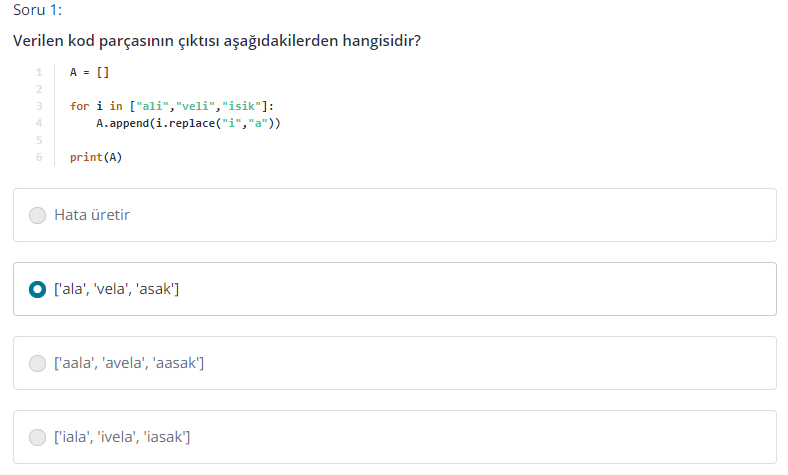 Soru 1:
Verilen kod parçasının çıktısı aşağıdakilerden hangisidir?
1 A = []
2
3 for i in ["ali","veli","isik"]:
4     A.append(i.replace("i","a"))
5
6 print(A)
Hata üretir
['ala', 'vela', 'asak']
['aala', 'avela', 'aasak']
['iala', 'ivela', 'iasak']